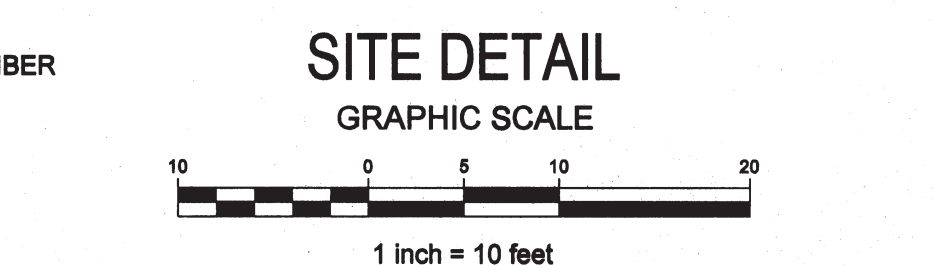 BER
SITE DETAIL
GRAPHIC SCALE
10 0 5 10 20
1 inch = 10 feet